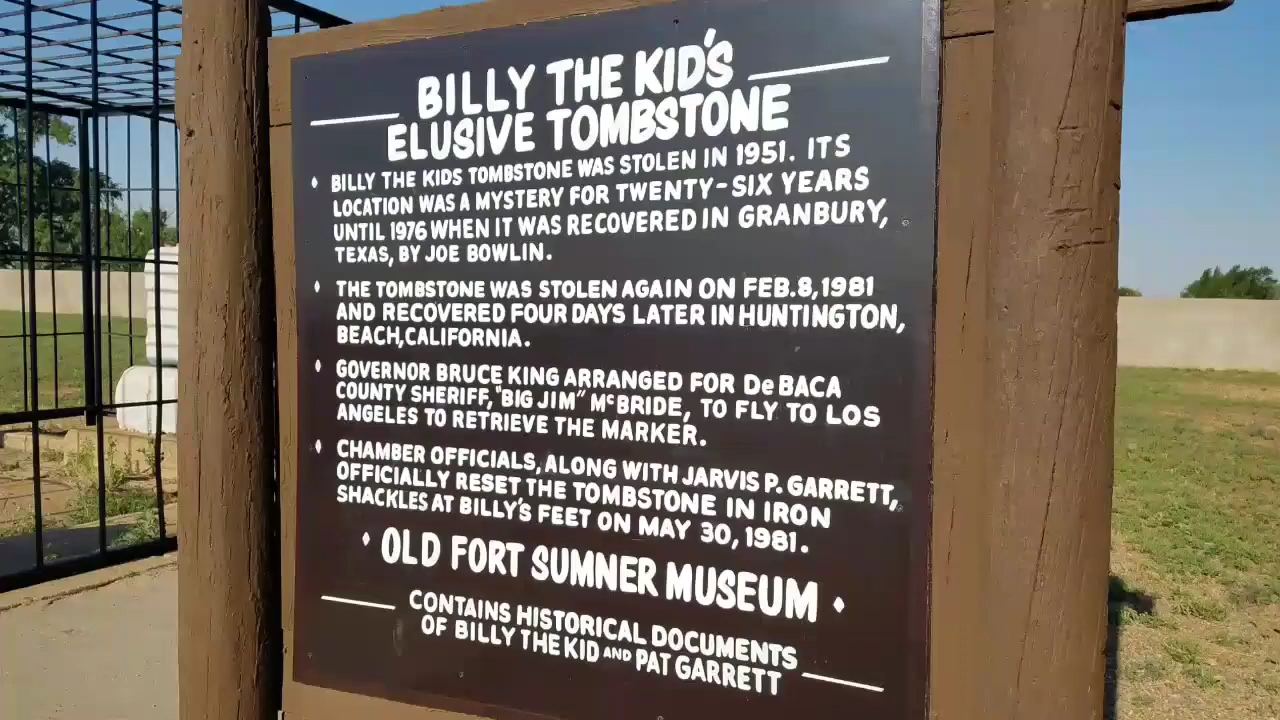 BILLY THE KID'S
ELUSIVE TOMBSTONE
♦ BILLY THE KIDS TOMBSTONE WAS STOLEN IN 1951. ITS
LOCATION WAS A MYSTERY FOR TWENTY-SIX YEARS
UNTIL 1976 WHEN IT WAS RECOVERED IN GRANBURY,
TEXAS, BY JOE BOWLIN.
♦ THE TOMBSTONE WAS STOLEN AGAIN ON FEB.8,1981
AND RECOVERED FOUR DAYS LATER IN HUNTINGTON,
BEACH,CALIFORNIA.
♦ GOVERNOR BRUCE KING ARRANGED FOR De BACA
COUNTY SHERIFF, "BIG JIM" McBRIDE, TO FLY TO LOS
ANGELES TO RETRIEVE THE MARKER.
♦ CHAMBER OFFICIALS, ALONG WITH JARVIS P. GARRETT,
OFFICIALLY RESET THE TOMBSTONE IN IRON
SHACKLES AT BILLY'S FEET ON MAY 30, 1981.
♦ OLD FORT SUMNER MUSEUM ♦
CONTAINS HISTORICAL DOCUMENTS
OF BILLY THE KID AND PAT GARRETT